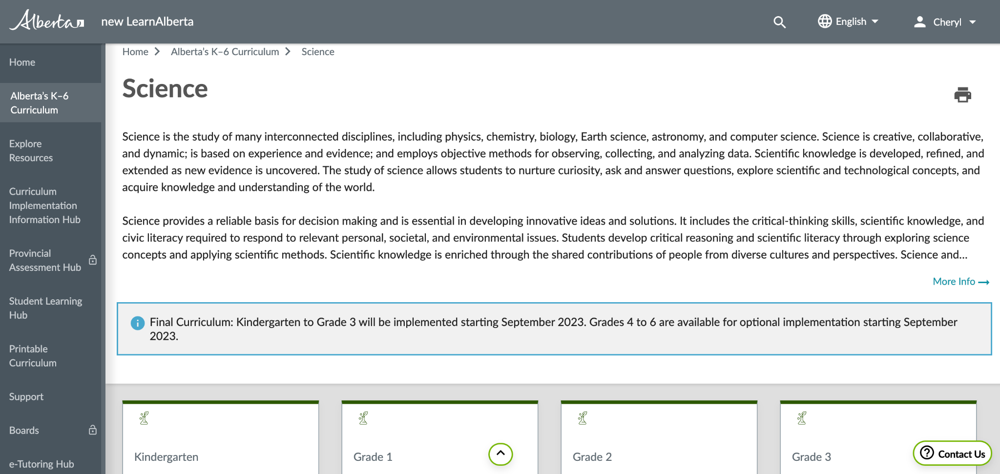 Alberta
new LearnAlberta
English
Cheryl
Home
Alberta's K–6
Curriculum
Explore
Resources
Curriculum
Implementation
Information Hub
Provincial
Assessment Hub
Student Learning
Hub
Printable
Curriculum
Support
Boards
e-Tutoring Hub
Home
Alberta's K–6 Curriculum
Science
Science
Science is the study of many interconnected disciplines, including physics, chemistry, biology, Earth science, astronomy, and computer science. Science is creative, collaborative,
and dynamic; is based on experience and evidence; and employs objective methods for observing, collecting, and analyzing data. Scientific knowledge is developed, refined, and
extended as new evidence is uncovered. The study of science allows students to nurture curiosity, ask and answer questions, explore scientific and technological concepts, and
acquire knowledge and understanding of the world.
Science provides a reliable basis for decision making and is essential in developing innovative ideas and solutions. It includes the critical-thinking skills, scientific knowledge, and
civic literacy required to respond to relevant personal, societal, and environmental issues. Students develop critical reasoning and scientific literacy through exploring science
concepts and applying scientific methods. Scientific knowledge is enriched through the shared contributions of people from diverse cultures and perspectives. Science and...
More Info
Final Curriculum: Kindergarten to Grade 3 will be implemented starting September 2023. Grades 4 to 6 are available for optional implementation starting September
2023.
Kindergarten
Grade 1
Grade 2
Grade 3
Contact Us